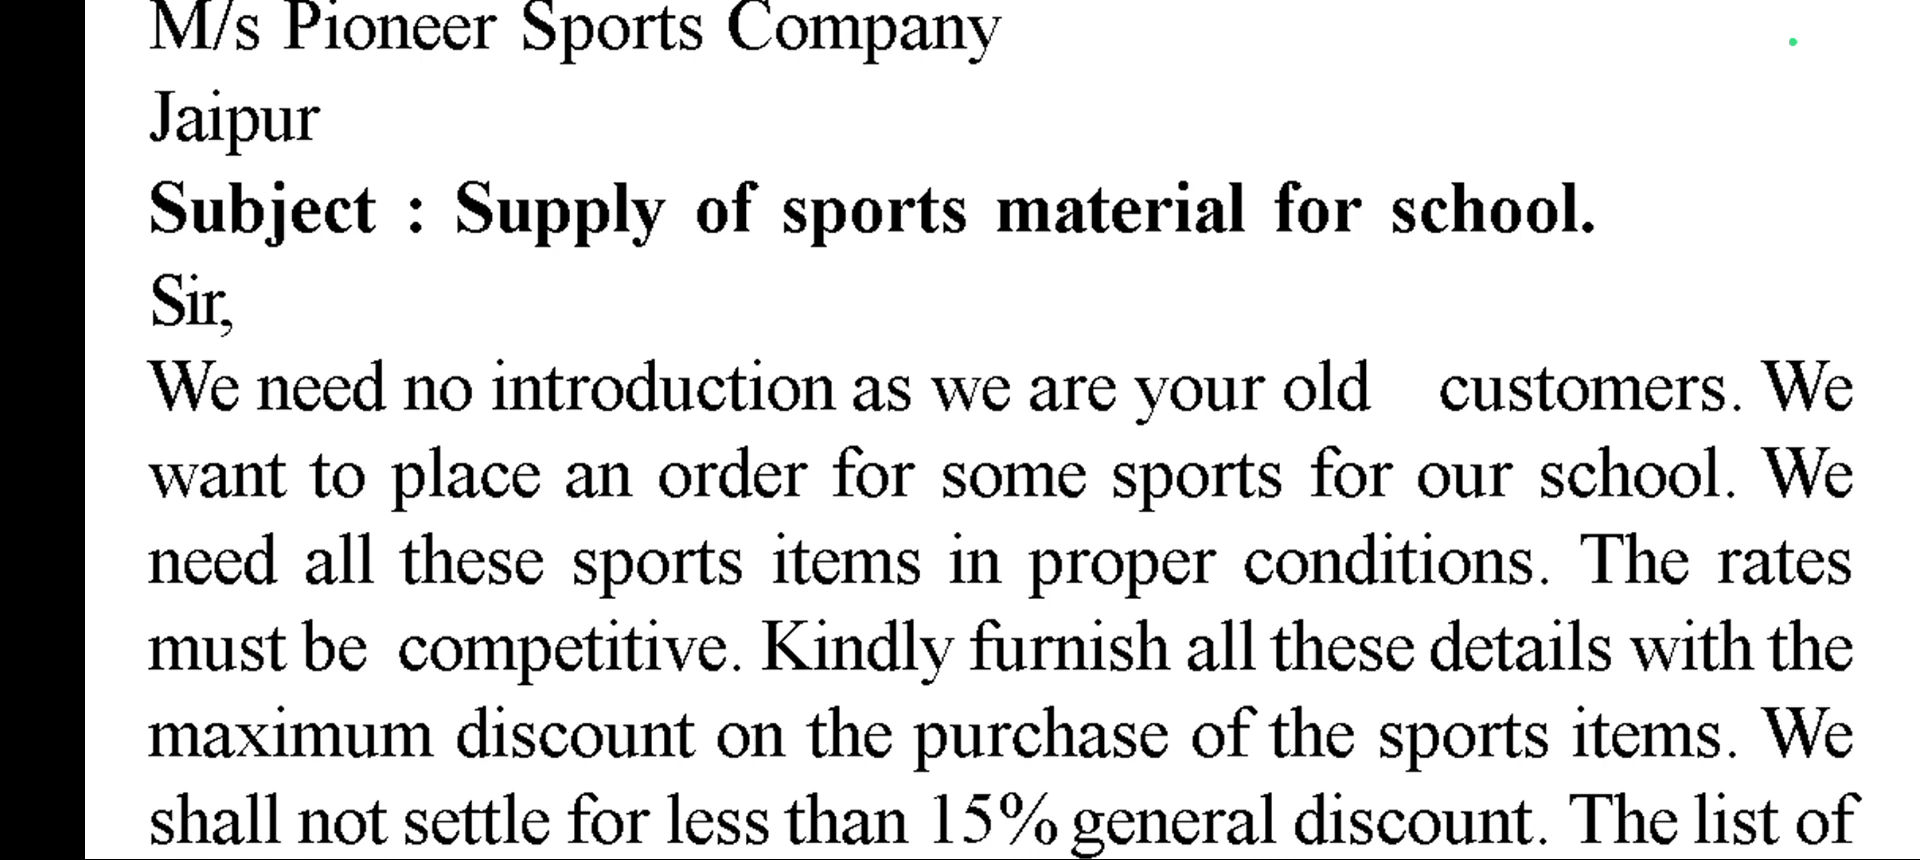 M/s Pioneer Sports Company
Jaipur
Subject : Supply of sports material for school.
Sir,
We need no introduction as we are your old customers. We
want to place an order for some sports for our school. We
need all these sports items in proper conditions. The rates
must be competitive. Kindly furnish all these details with the
maximum discount on the purchase of the sports items. We
shall not settle for less than 15% general discount. The list of